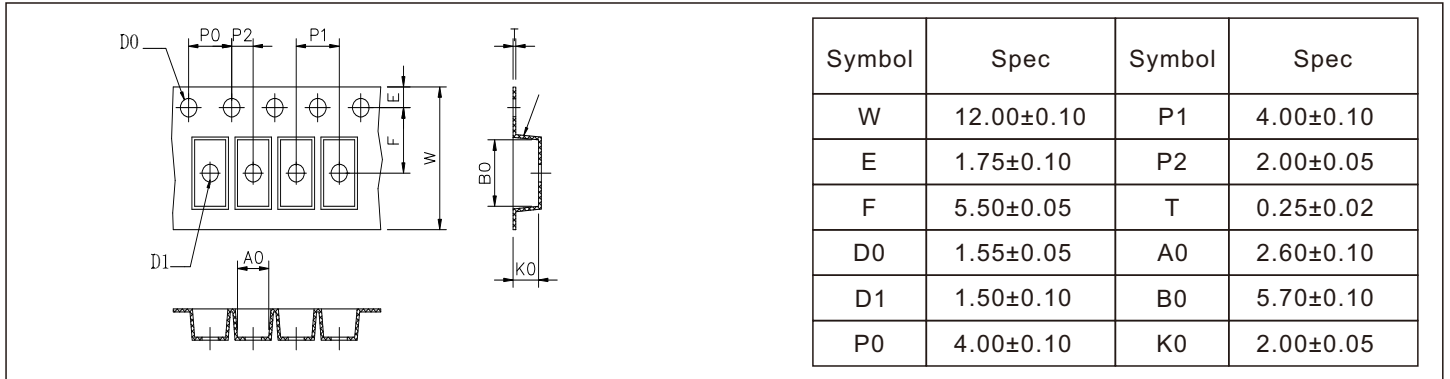 D0 P0 P2 P1 T
E
F
W
B0
D1
A0
K0
Symbol Spec Symbol Spec
W 12.00±0.10 P1 4.00±0.10
E 1.75±0.10 P2 2.00±0.05
F 5.50±0.05 T 0.25±0.02
D0 1.55±0.05 A0 2.60±0.10
D1 1.50±0.10 B0 5.70±0.10
P0 4.00±0.10 K0 2.00±0.05